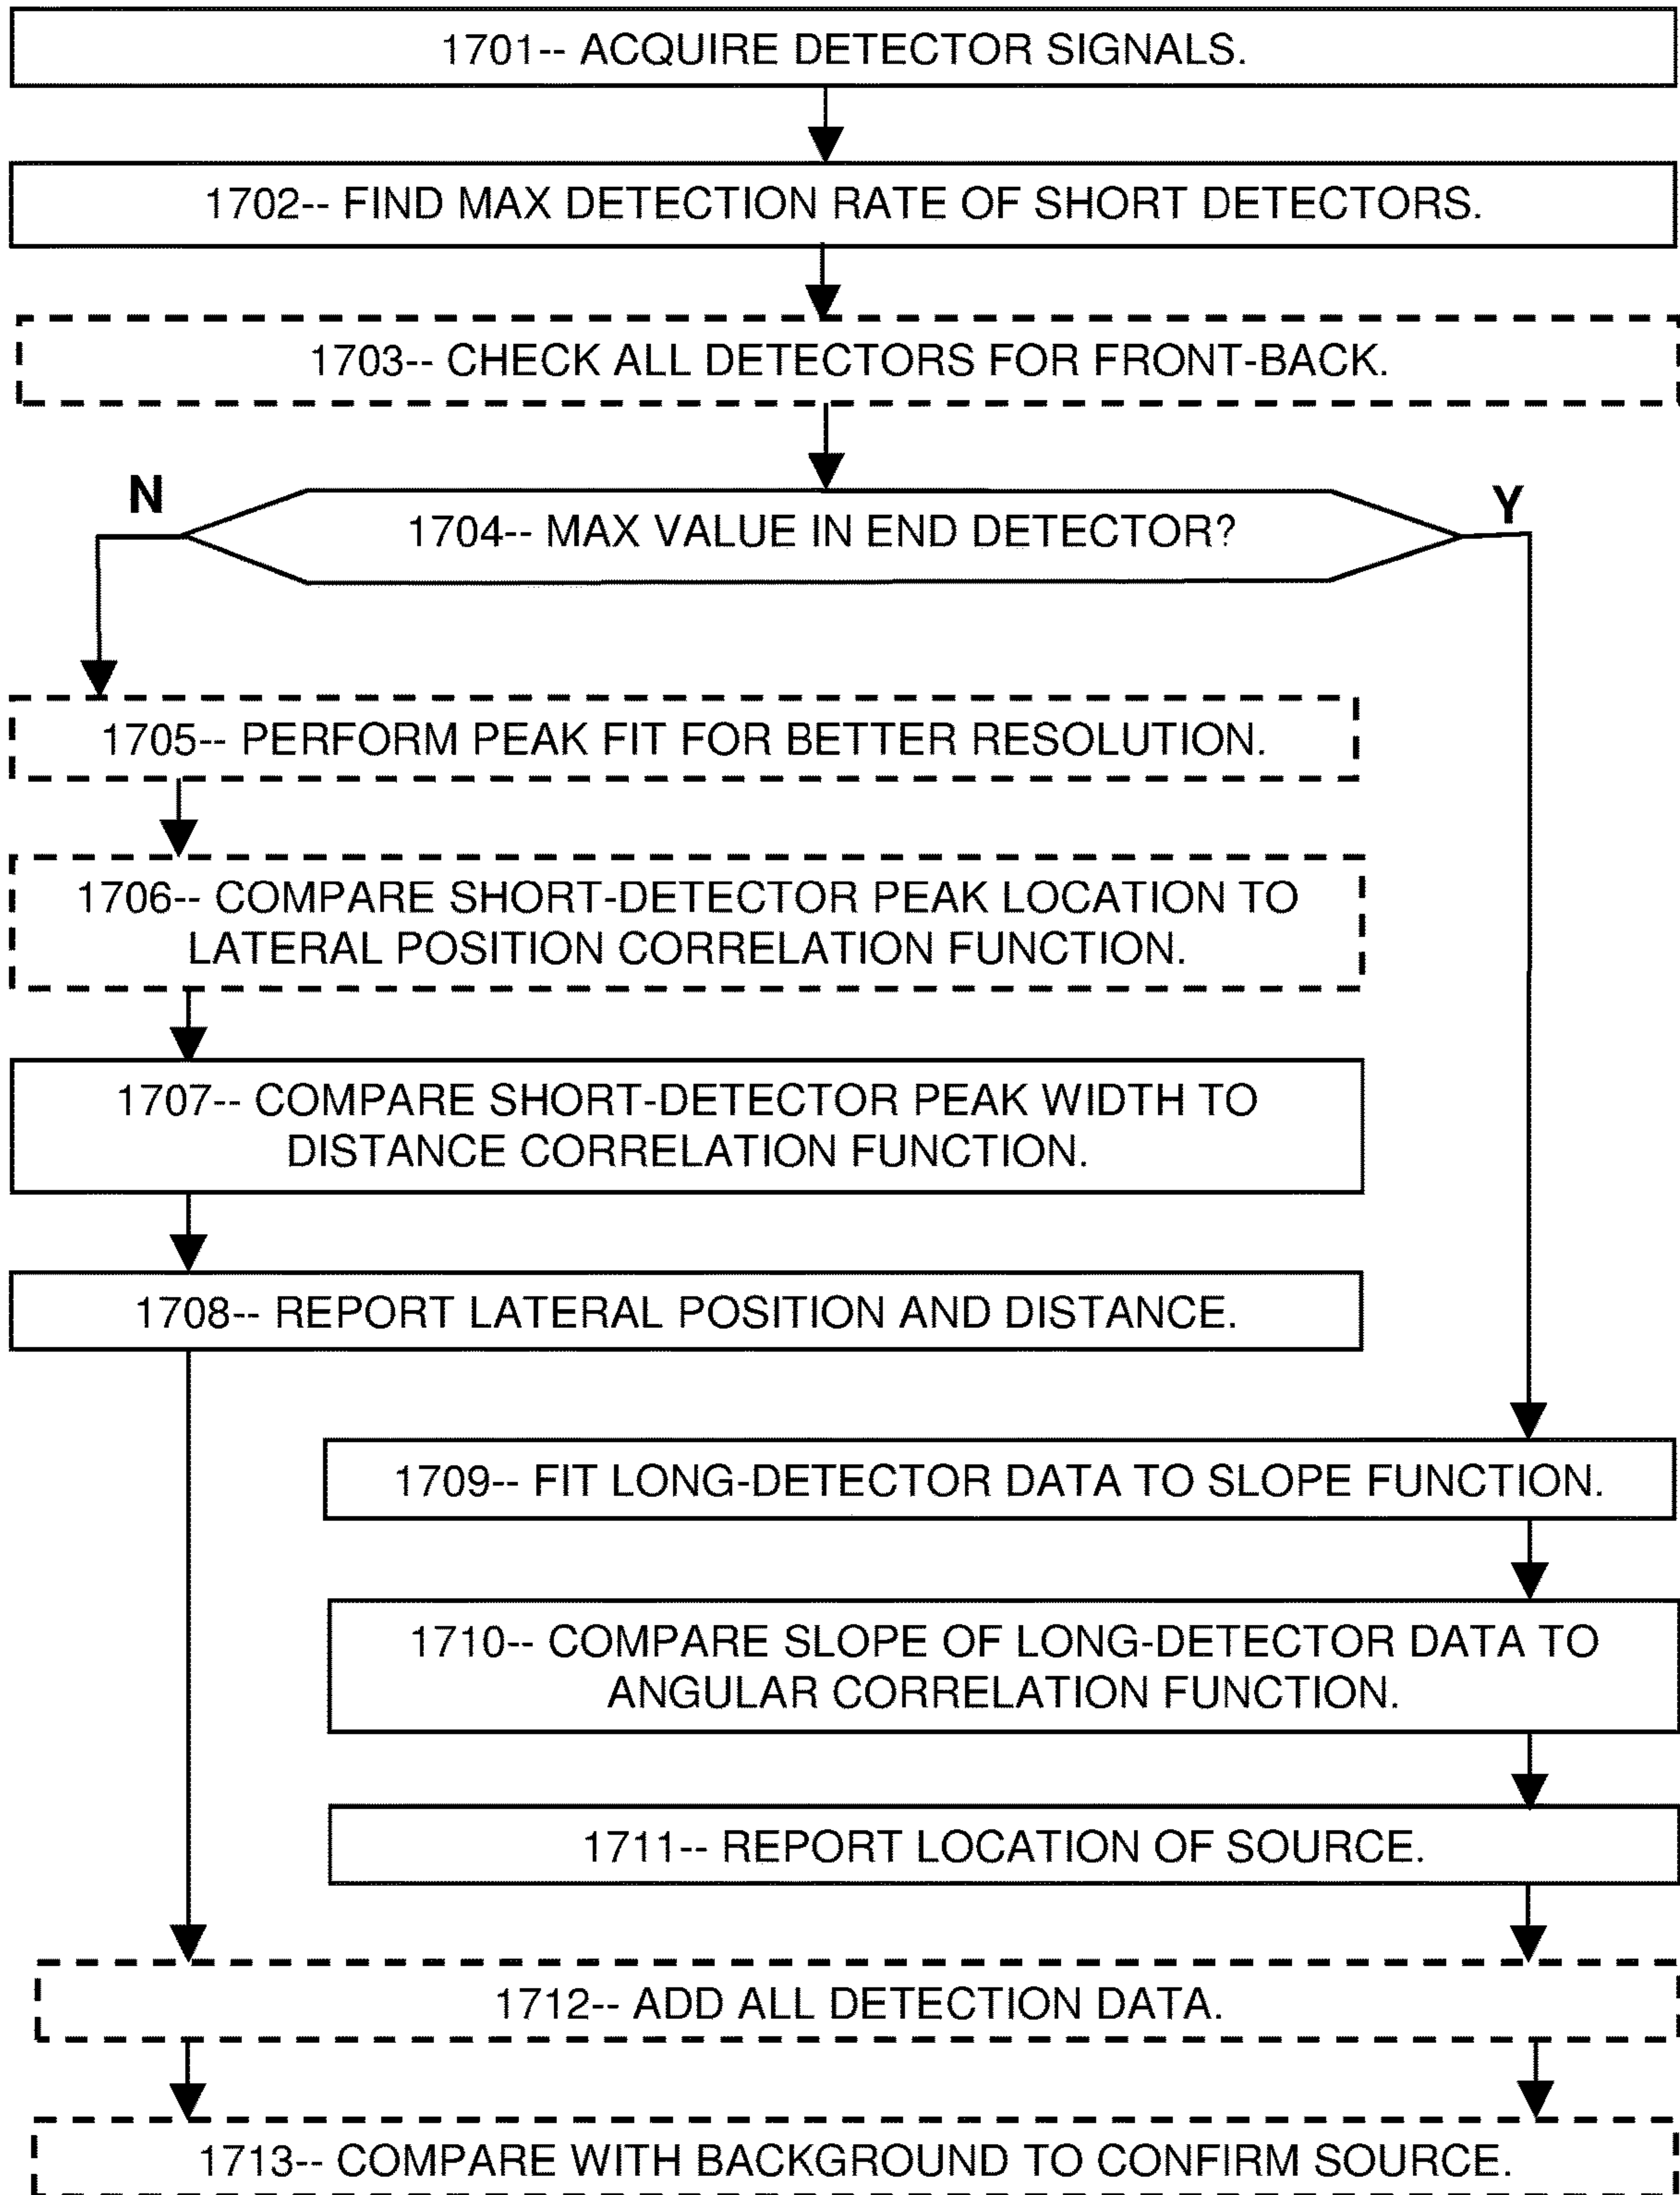 1701-- ACQUIRE DETECTOR SIGNALS.
1702-- FIND MAX DETECTION RATE OF SHORT DETECTORS.
1703-- CHECK ALL DETECTORS FOR FRONT-BACK.
N
Y
1704-- MAX VALUE IN END DETECTOR?
1705-- PERFORM PEAK FIT FOR BETTER RESOLUTION.
1706-- COMPARE SHORT-DETECTOR PEAK LOCATION TO
LATERAL POSITION CORRELATION FUNCTION.
1707-- COMPARE SHORT-DETECTOR PEAK WIDTH TO
DISTANCE CORRELATION FUNCTION.
1708-- REPORT LATERAL POSITION AND DISTANCE.
1709-- FIT LONG-DETECTOR DATA TO SLOPE FUNCTION.
1710-- COMPARE SLOPE OF LONG-DETECTOR DATA TO
ANGULAR CORRELATION FUNCTION.
1711-- REPORT LOCATION OF SOURCE.
1712-- ADD ALL DETECTION DATA.
1713-- COMPARE WITH BACKGROUND TO CONFIRM SOURCE.